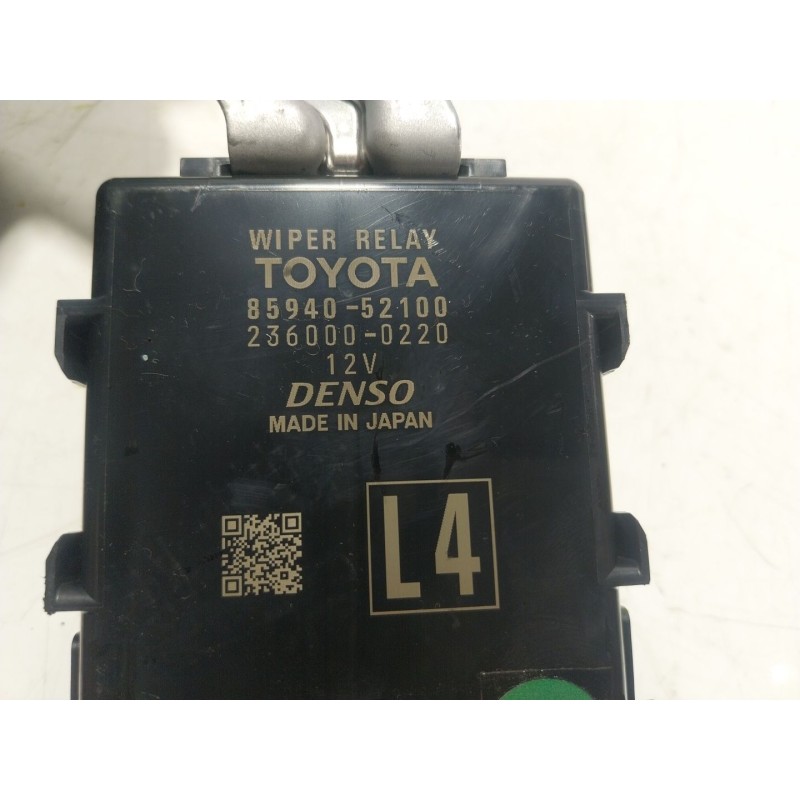 WIPER RELAY
TOYOTA
85940-52100
236000-0220
12V
DENSO
MADE IN JAPAN
L4